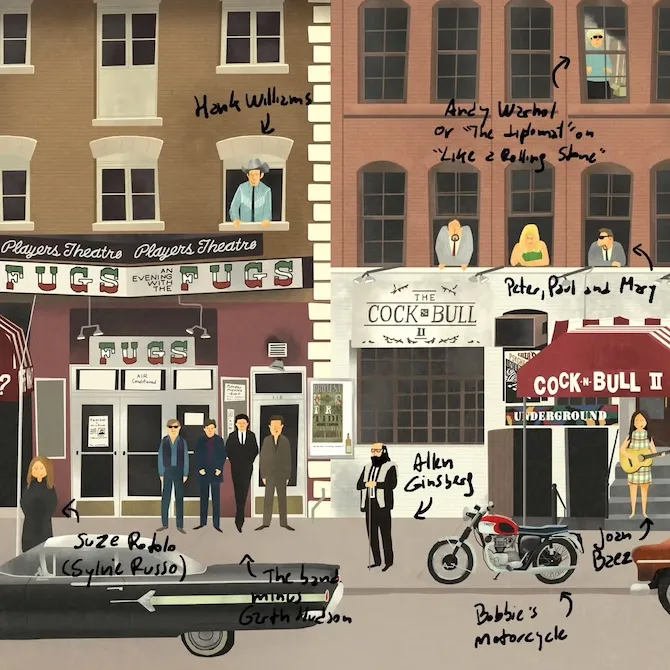 Hank Williams
Andy Warhol
or "The diplomat" on
"Like a Rolling Stone"
Players Theatre Players Theatre
FUGS AN EVENING WITH THE FUGS
Peter, Paul and Mary
THE
COCK N BULL
II
FUGS
AIR
Conditioned
COCK-N-BULL II
?
UNDERGROUND
Allen
Ginsberg
Suze Rotolo
(Sylvie Russo)
The band
minus
Garth Hudson
Joan
Baez
Bobbie's
motorcycle